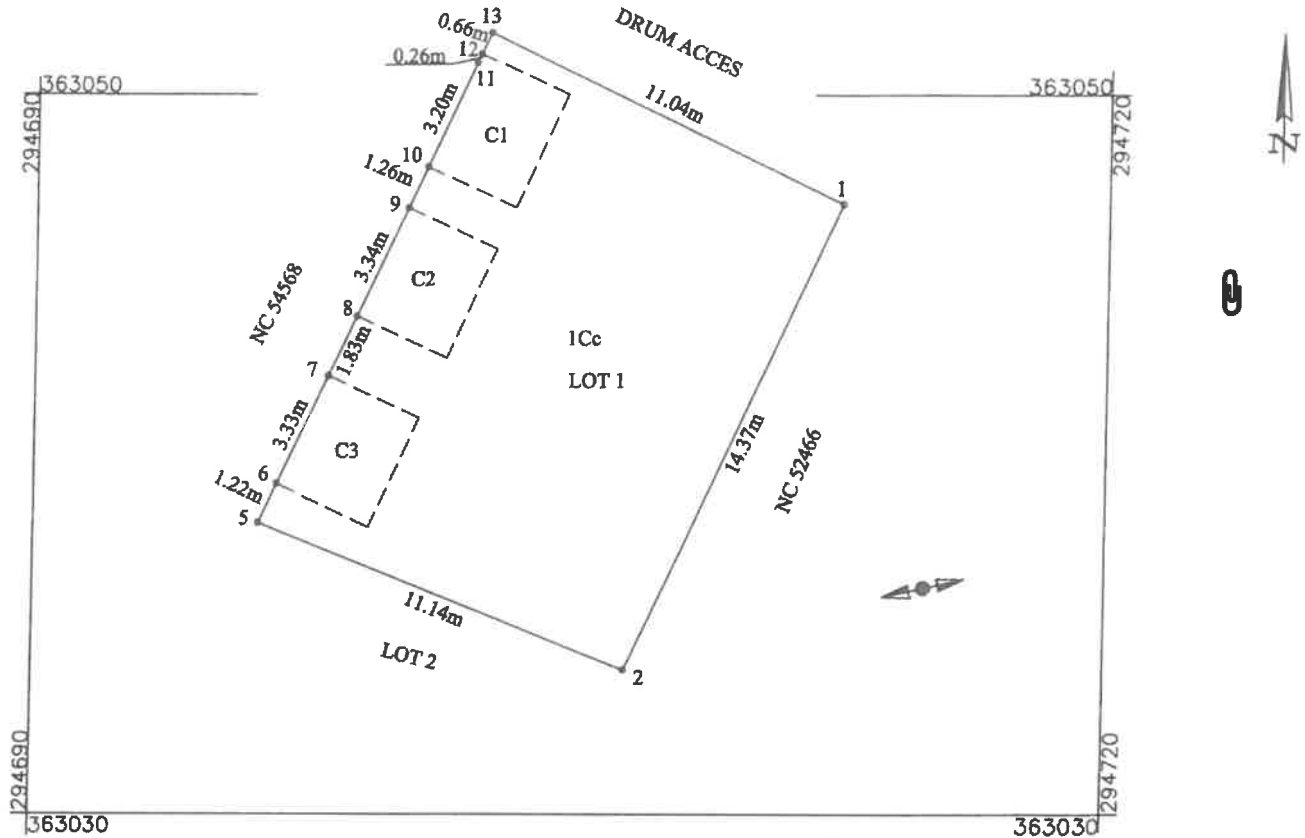 13
DRUM ACCES
0.66m
12
0.26m
11
363050
363050
294690
294720
11.04m
3.20m
C1
10
1.26m
1
9
C2
3.34m
NC 54568
8
1.83m
1Cc
7
LOT 1
3.33m
C3
14.37m
NC 52466
6
1.22m
5
11.14m
LOT 2
2
294690
294720
363030
363030
N